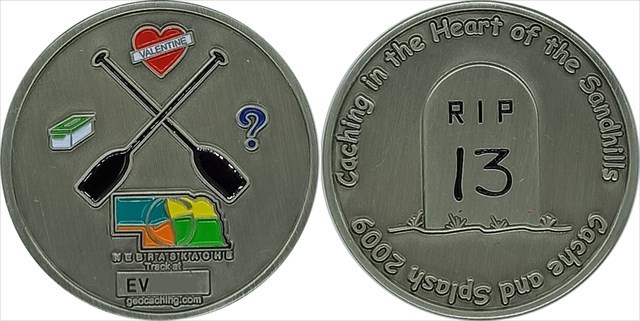 VALENTINE
?
NEBRASKACHE
Track at
EV
geocaching.com
Caching in the Heart of the Sandhills
RIP
13
Cache and Splash 2009